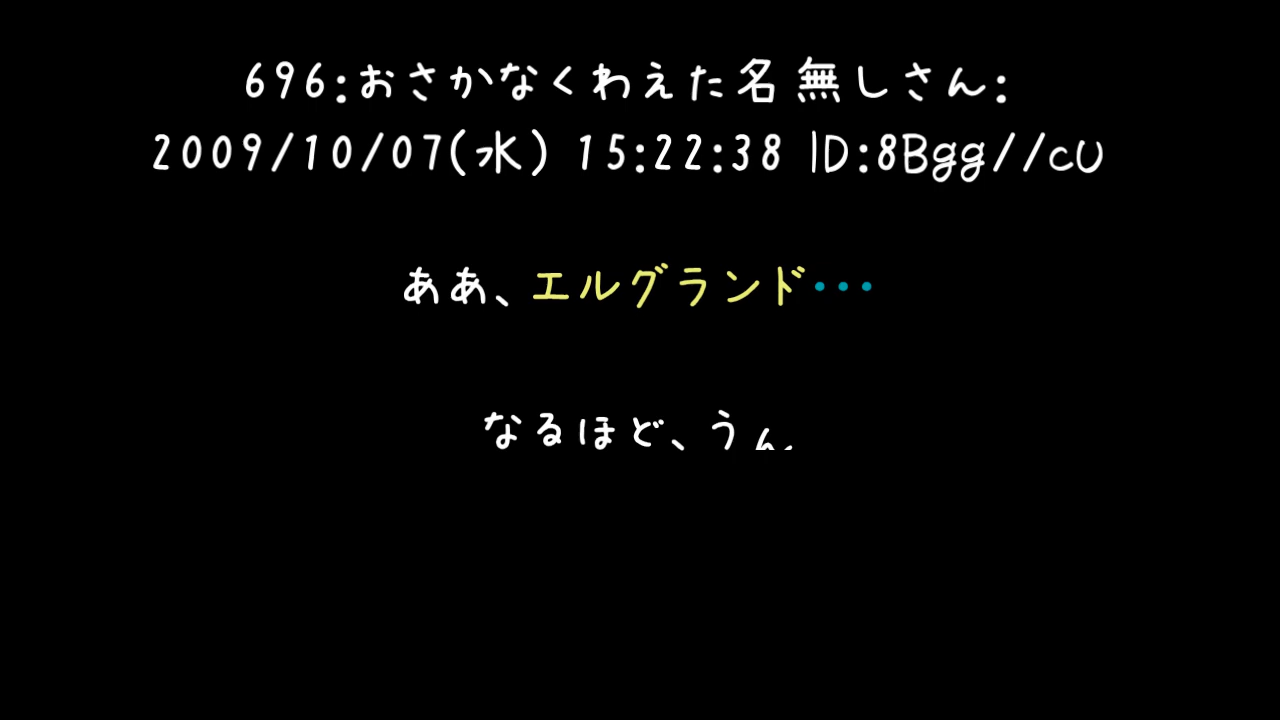 696:おさかなくわえた名無しさん:
2009/10/07(水) 15:22:38 ID:8Bgg//cU
ああ、エルグランド･･･
なるほど、うん